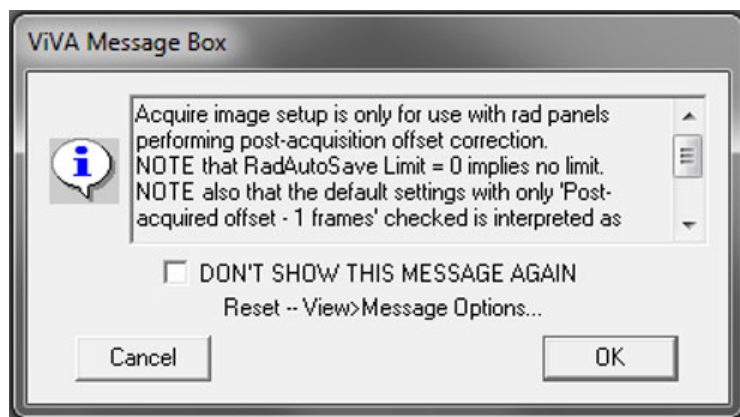 ViVA Message Box
Acquire image setup is only for use with rad panels
performing post-acquisition offset correction.
NOTE that RadAutoSave Limit = 0 implies no limit.
NOTE also that the default settings with only 'Post-
acquired offset - 1 frames' checked is interpreted as
DON'T SHOW THIS MESSAGE AGAIN
Reset -- View>Message Options...
Cancel
OK